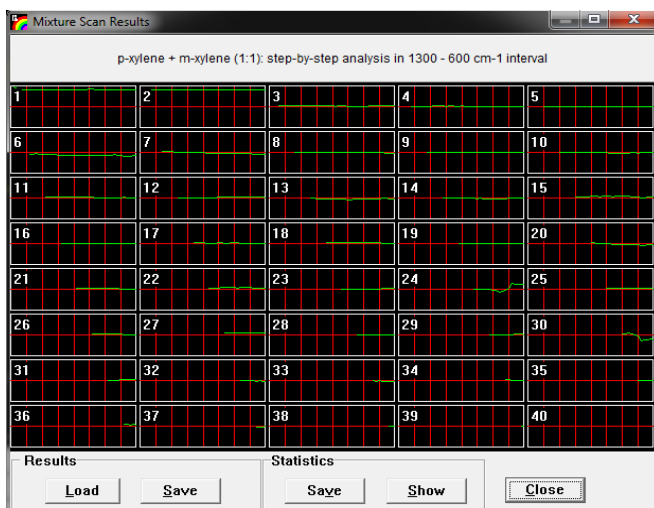 Mixture Scan Results
p-xylene + m-xylene (1:1): step-by-step analysis in 1300 - 600 cm-1 interval
1 2 3 4 5
6 7 8 9 10
11 12 13 14 15
16 17 18 19 20
21 22 23 24 25
26 27 28 29 30
31 32 33 34 35
36 37 38 39 40
Results Statistics
Load Save Save Show Close